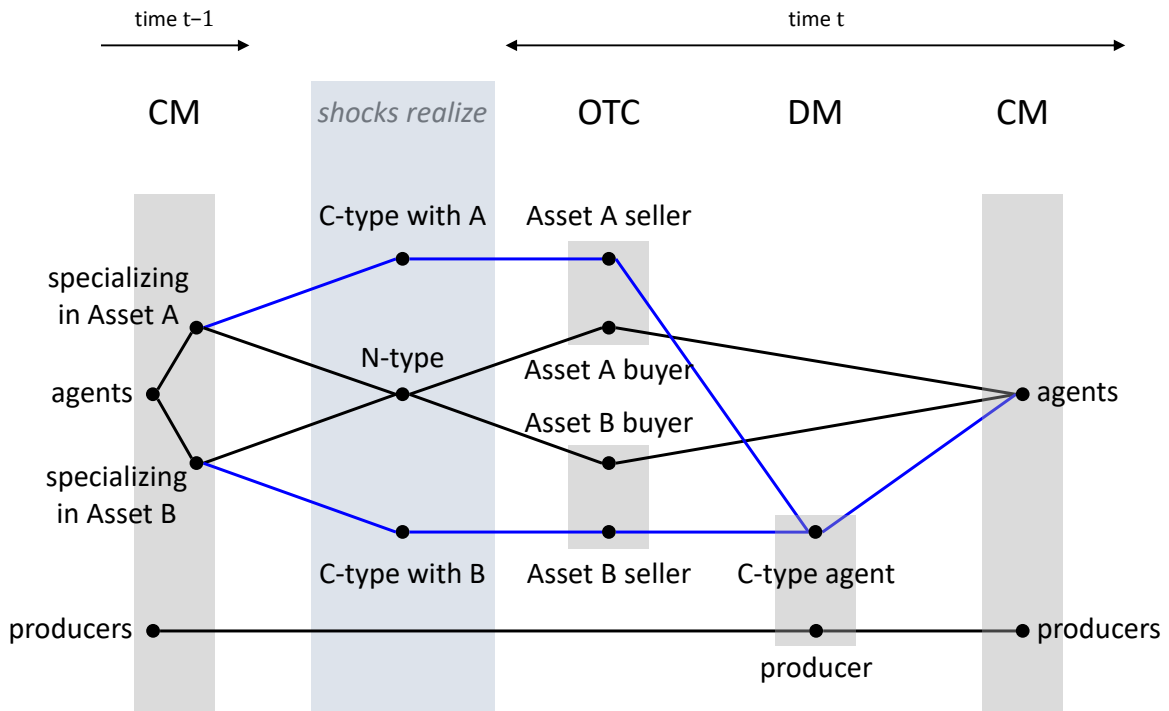 time t−1
time t
CM
shocks realize
OTC
DM
CM
C-type with A
Asset A seller
specializing
in Asset A
N-type
Asset A buyer
agents
agents
Asset B buyer
specializing
in Asset B
C-type with B
Asset B seller
C-type agent
producers
producers
producer